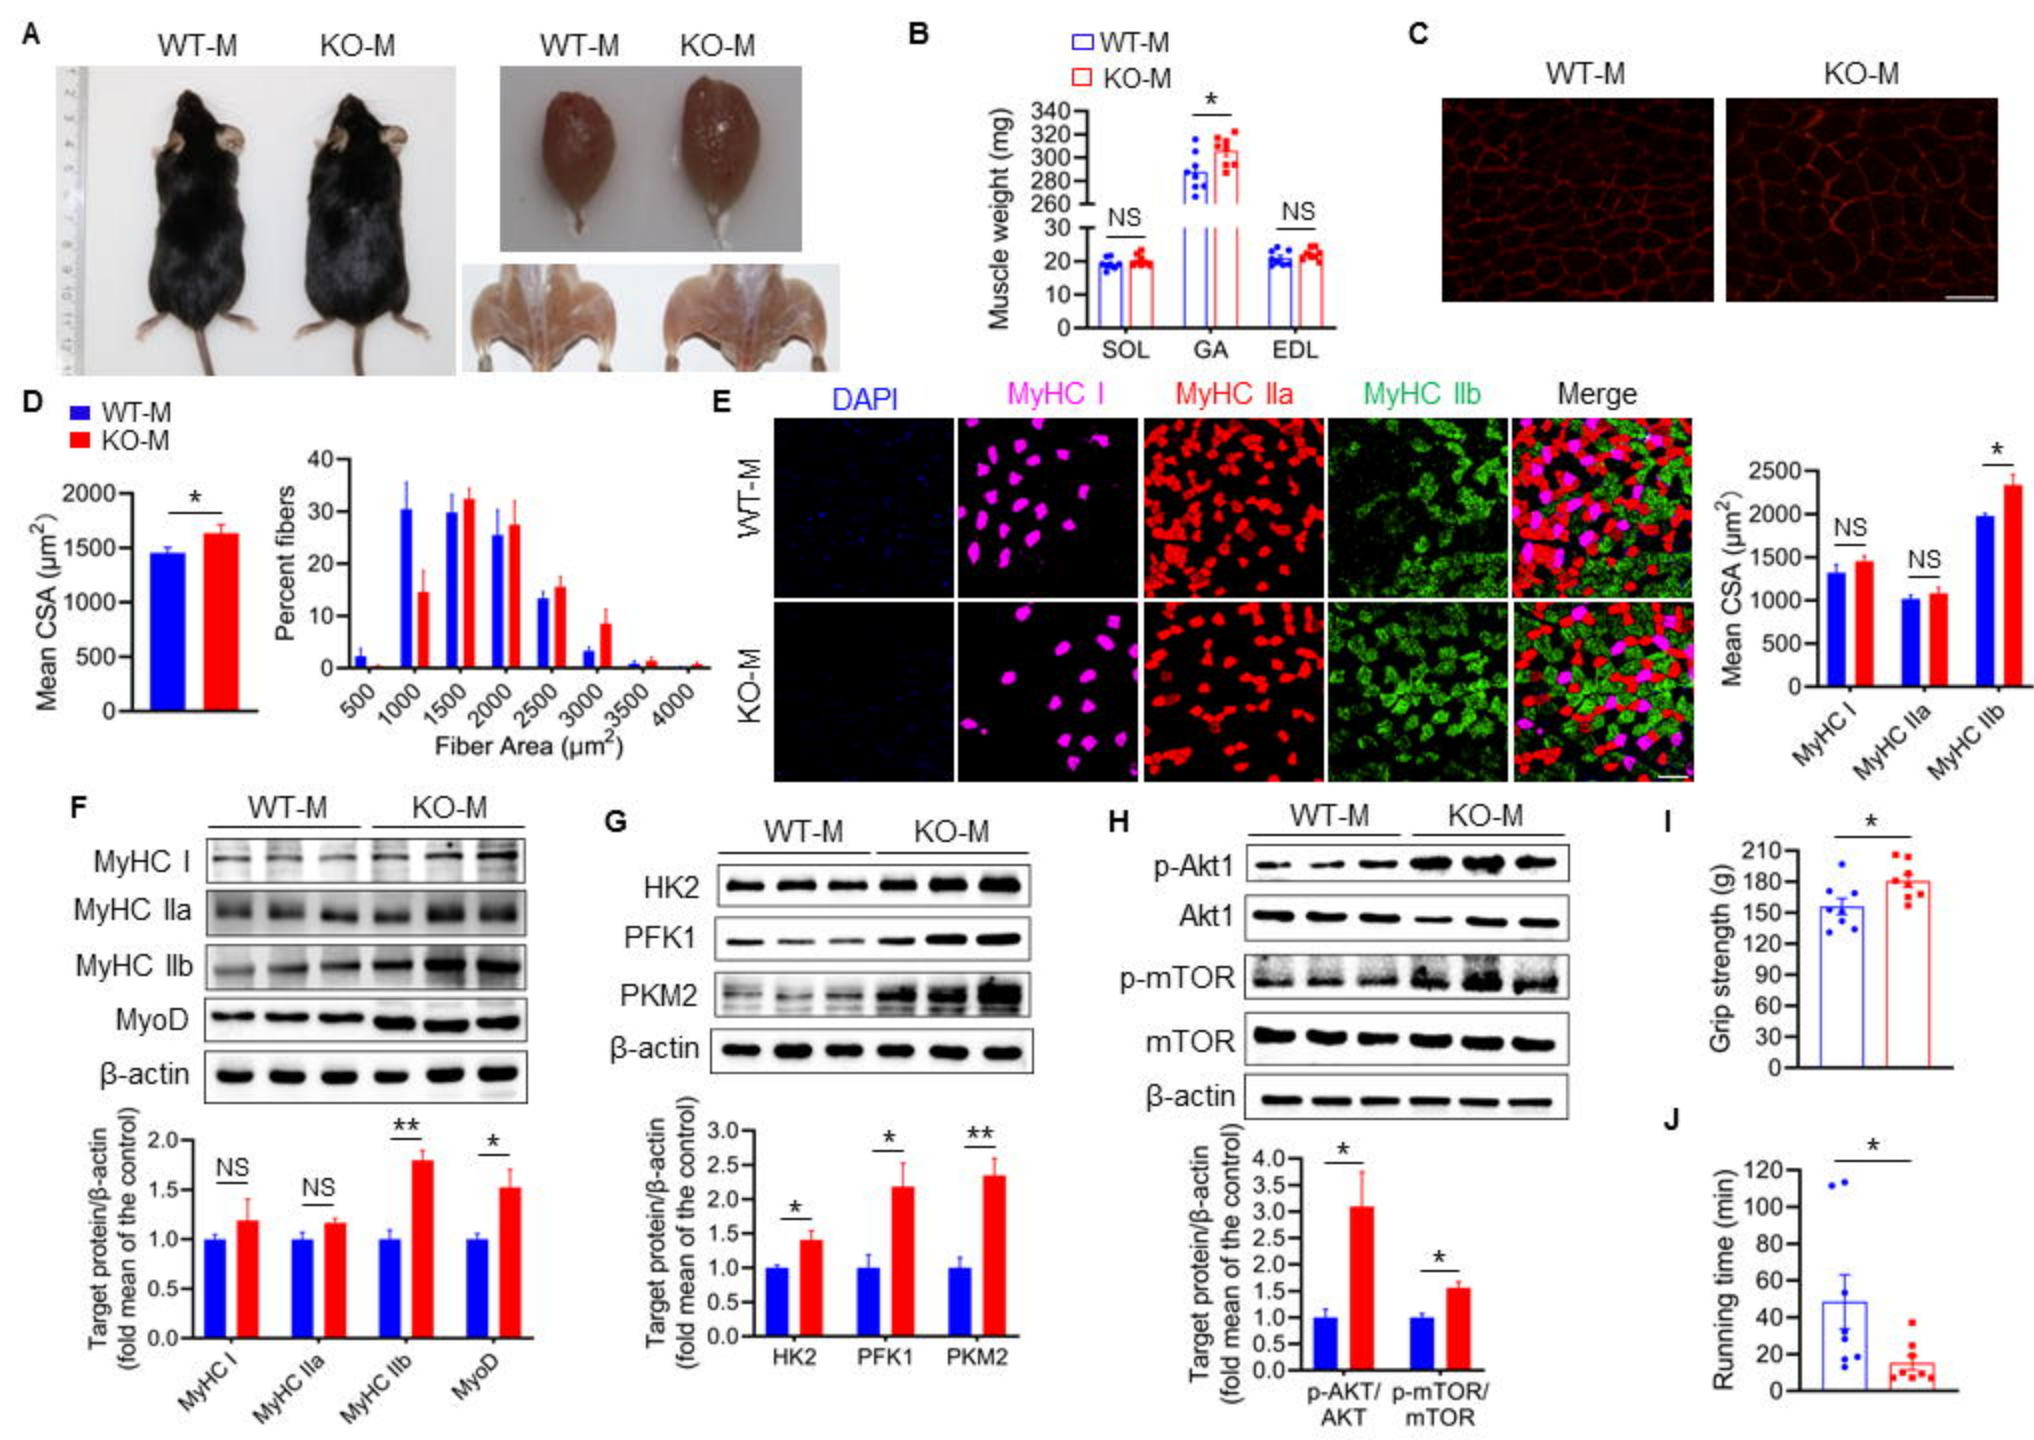 A
WT-M KO-M
WT-M KO-M
B
WT-M
KO-M
Muscle weight (mg)
340
320
300
280
260
30
20
10
0
NS
*
NS
SOL GA EDL
C
WT-M KO-M
D
WT-M
KO-M
Mean CSA (µm²)
2000
1500
1000
500
0
*
Percent fibers
40
30
20
10
0
500 1000 1500 2000 2500 3000 3500 4000
Fiber Area (µm²)
E
DAPI MyHC I MyHC IIa MyHC IIb Merge
WT-M
KO-M
Mean CSA (µm²)
2500
2000
1500
1000
500
0
NS
NS
*
MyHC I MyHC IIa MyHC IIb
F
WT-M KO-M
MyHC I
MyHC IIa
MyHC IIb
MyoD
β-actin
Target protein/β-actin
(fold mean of the control)
2.0
1.5
1.0
0.5
0.0
NS
NS
**
*
MyHC I MyHC IIa MyHC IIb MyoD
G
WT-M KO-M
HK2
PFK1
PKM2
β-actin
Target protein/β-actin
(fold mean of the control)
3.0
2.5
2.0
1.5
1.0
0.5
0.0
*
*
**
HK2 PFK1 PKM2
H
WT-M KO-M
p-Akt1
Akt1
p-mTOR
mTOR
β-actin
Target protein/β-actin
(fold mean of the control)
4.0
3.5
3.0
2.5
2.0
1.5
1.0
0.5
0.0
*
*
p-AKT/ p-mTOR/
AKT mTOR
I
Grip strength (g)
210
180
150
120
90
60
30
0
*
J
Running time (min)
120
100
80
60
40
20
0
*